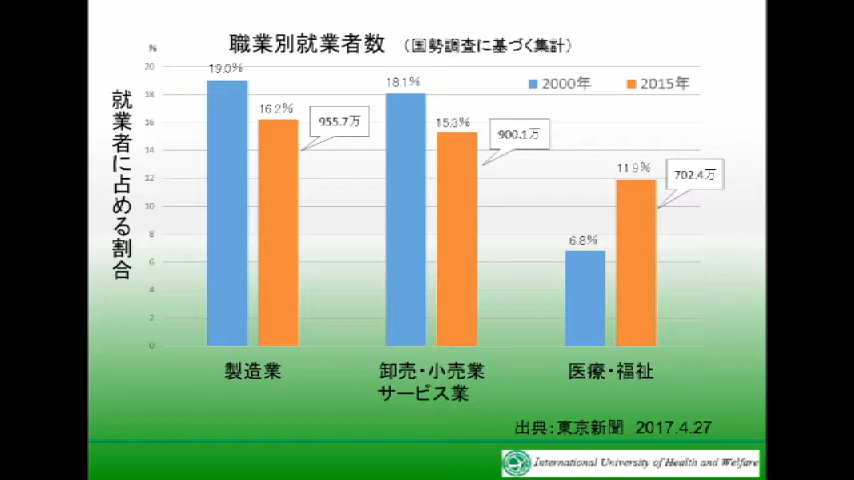 職業別就業者数 (国勢調査に基づく集計)
%
20
18
16
14
12
10
8
6
4
2
0
就業者に占める割合
2000年
2015年
19.0%
16.2%
955.7万
18.1%
15.3%
900.1万
6.8%
11.9%
702.4万
製造業
卸売・小売業
サービス業
医療・福祉
出典:東京新聞 2017.4.27
International University of Health and Welfare